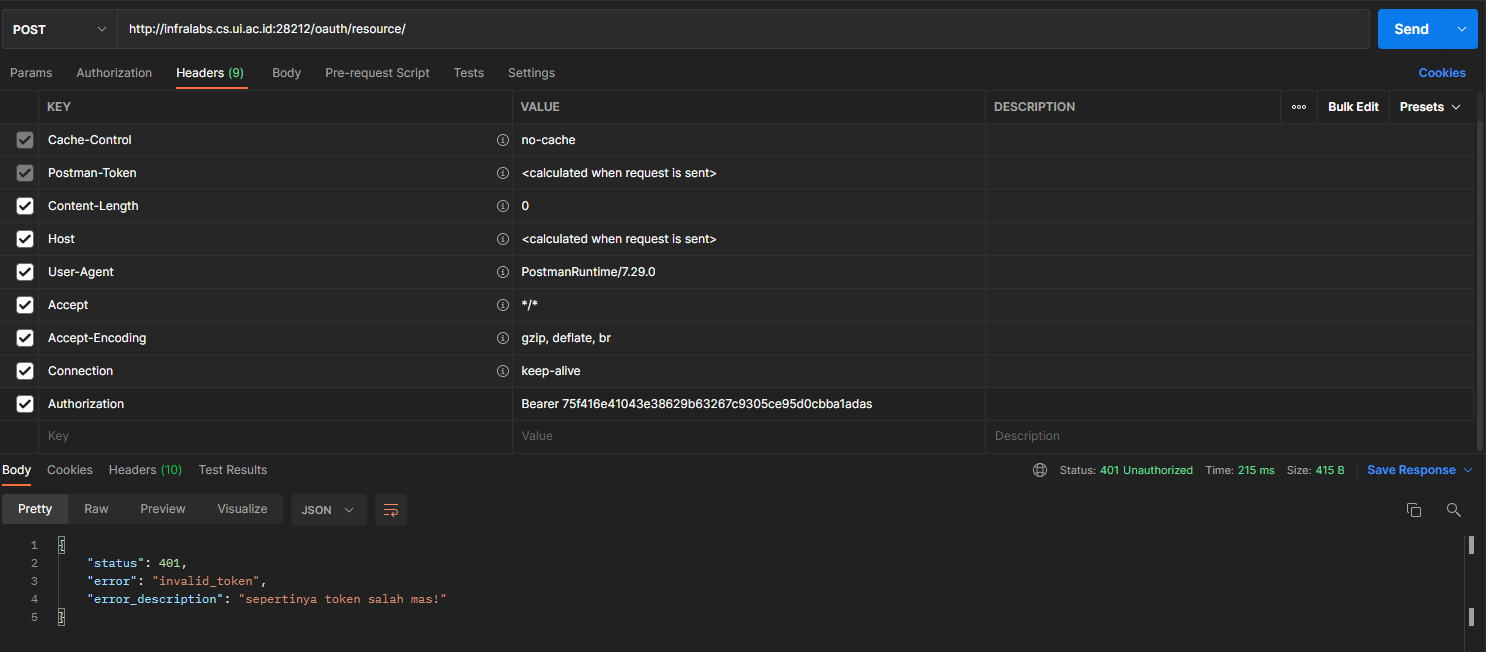 POST http://infralabs.cs.ui.ac.id:28212/oauth/resource/ Send
Params Authorization Headers (9) Body Pre-request Script Tests Settings Cookies
KEY VALUE DESCRIPTION ooo Bulk Edit Presets
Cache-Control no-cache
Postman-Token <calculated when request is sent>
Content-Length 0
Host <calculated when request is sent>
User-Agent PostmanRuntime/7.29.0
Accept */*
Accept-Encoding gzip, deflate, br
Connection keep-alive
Authorization Bearer 75f416e41043e38629b63267c9305ce95d0cbba1adas
Key Value Description
Body Cookies Headers (10) Test Results Status: 401 Unauthorized Time: 215 ms Size: 415 B Save Response
Pretty Raw Preview Visualize JSON
1 {
2 "status": 401,
3 "error": "invalid_token",
4 "error_description": "sepertinya token salah mas!"
5 }